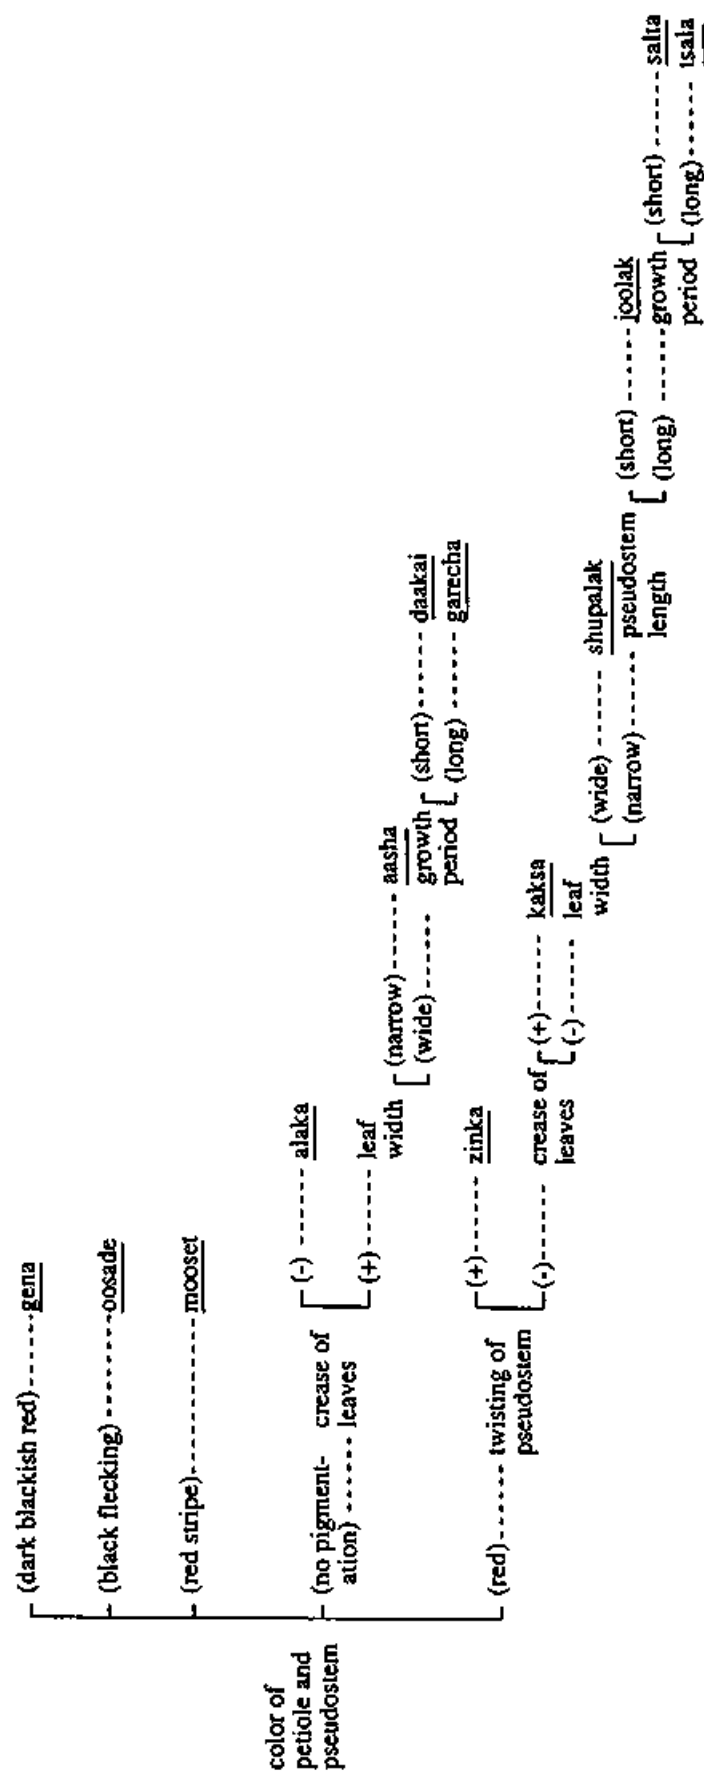 color of
petiole and
pseudostem
(dark blackish red)------gena
(black flecking)--------oosade
(red stripe)------------mooset
(no pigment-
ation)------
crease of
leaves
(-)------alaka
(+)------leaf
width
(narrow)------aasha
(wide)------growth
period
(short)------daakai
(long)------garecha
(red)------twisting of
pseudostem
(+)------zinka
(-)------crease of
leaves
(+)------kaksa
(-)------leaf
width
(wide)------shupalak
(narrow)------pseudostem
length
(short)------joolak
(long)------growth
period
(short)------salta
(long)------tsala